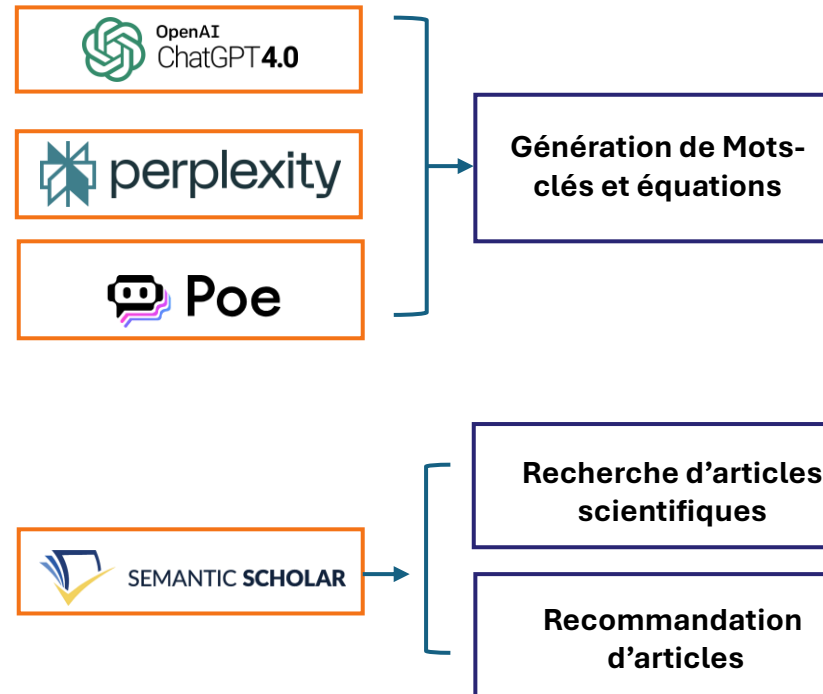 OpenAI
ChatGPT4.0
perplexity
Poe
Génération de Mots-
clés et équations
SEMANTIC SCHOLAR
Recherche d’articles
scientifiques
Recommandation
d’articles